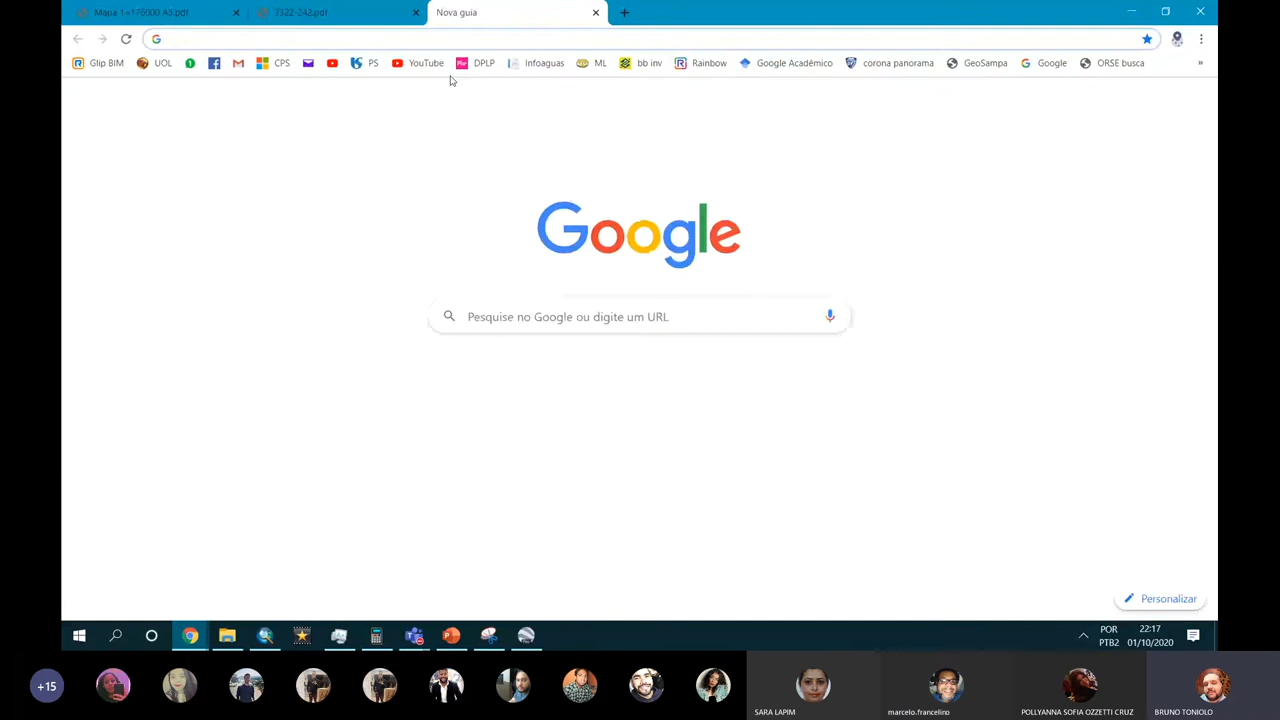 Mapa 1=176000 A9.pdf
3322-242.pdf
Nova guia
Glip BIM
UOL
CPS
PS
YouTube
DPLP
Infoaguas
ML
bb inv
Rainbow
Google Acadêmico
corona panorama
GeoSampa
Google
ORSE busca
»
Google
Pesquise no Google ou digite um URL
Personalizar
POR
PTB2
22:17
01/10/2020
+15
SARA LAPIM
marcelo.francelino
POLLYANNA SOFIA OZZETTI CRUZ
BRUNO TONIOLO